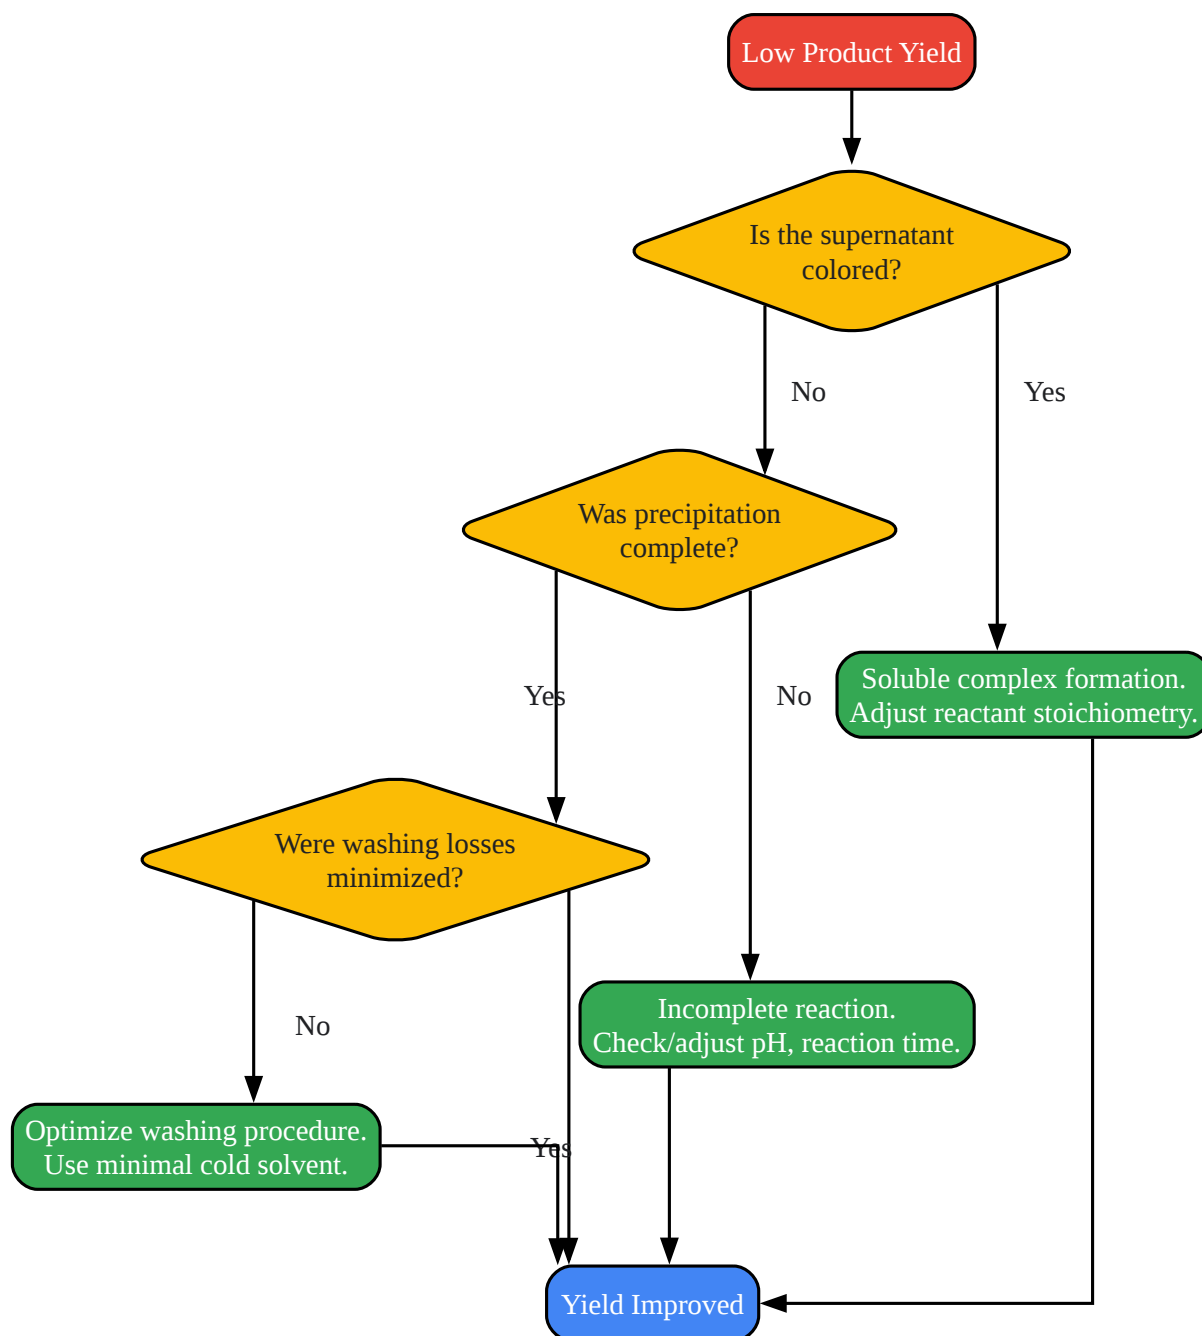 Low Product Yield
Is the supernatant
colored?
No
Yes
Was precipitation
complete?
Soluble complex formation.
Adjust reactant stoichiometry.
Yes
No
Were washing losses
minimized?
Incomplete reaction.
Check/adjust pH, reaction time.
No
Optimize washing procedure.
Use minimal cold solvent.
Yes
Yield Improved